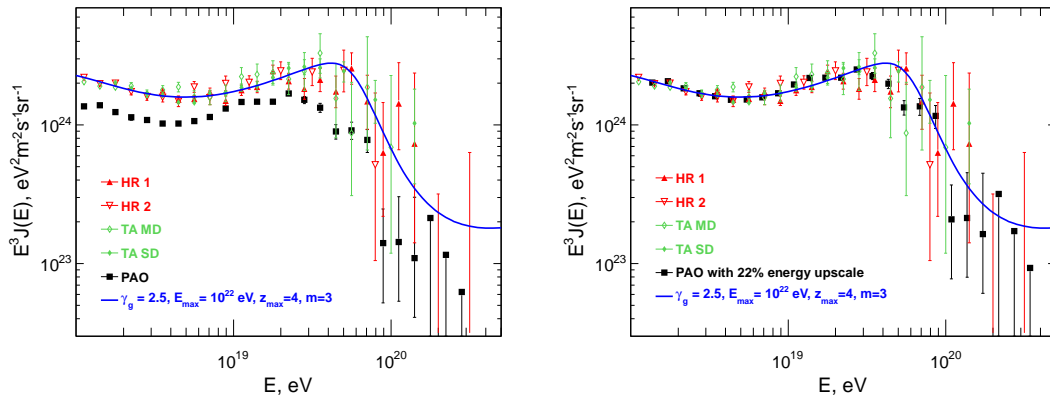 E³J(E), eV²m⁻²s⁻¹sr⁻¹
10²⁴
10²³
HR 1
HR 2
TA MD
TA SD
PAO
γg = 2.5, Emax= 10²² eV, zmax=4, m=3
10¹⁹
10²⁰
E, eV
E³J(E), eV²m⁻²s⁻¹sr⁻¹
10²⁴
10²³
HR 1
HR 2
TA MD
TA SD
PAO with 22% energy upscale
γg = 2.5, Emax= 10²² eV, zmax=4, m=3
10¹⁹
10²⁰
E, eV